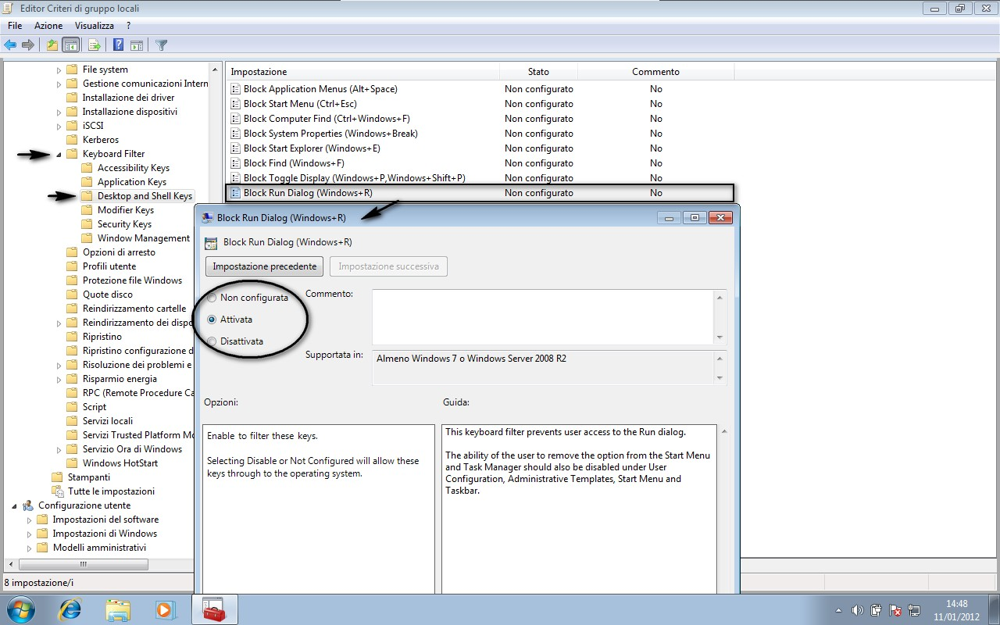 Editor Criteri di gruppo locali
File Azione Visualizza ?
File system
Gestione comunicazioni Intern
Installazione dei driver
Installazione dispositivi
iSCSI
Kerberos
Keyboard Filter
Accessibility Keys
Application Keys
Desktop and Shell Keys
Modifier Keys
Security Keys
Window Management
Opzioni di arresto
Profili utente
Protezione file Windows
Quote disco
Reindirizzamento cartelle
Reindirizzamento dei dispo
Ripristino
Ripristino configurazione d
Risoluzione dei problemi e
Risparmio energia
RPC (Remote Procedure Ca
Script
Servizi locali
Servizi Trusted Platform Mo
Servizio Ora di Windows
Windows HotStart
Stampanti
Tutte le impostazioni
Configurazione utente
Impostazioni del software
Impostazioni di Windows
Modelli amministrativi
8 impostazione/i
Impostazione Stato Commento
Block Application Menus (Alt+Space) Non configurato No
Block Start Menu (Ctrl+Esc) Non configurato No
Block Computer Find (Ctrl+Windows+F) Non configurato No
Block System Properties (Windows+Break) Non configurato No
Block Start Explorer (Windows+E) Non configurato No
Block Find (Windows+F) Non configurato No
Block Toggle Display (Windows+P,Windows+Shift+P) Non configurato No
Block Run Dialog (Windows+R) Non configurato No
Block Run Dialog (Windows+R)
Block Run Dialog (Windows+R)
Impostazione precedente Impostazione successiva
Non configurata
Attivata
Disattivata
Commento:
Supportata in: Almeno Windows 7 o Windows Server 2008 R2
Opzioni:
Enable to filter these keys.
Selecting Disable or Not Configured will allow these
keys through to the operating system.
Guida:
This keyboard filter prevents user access to the Run dialog.
The ability of the user to remove the option from the Start Menu
and Task Manager should also be disabled under User
Configuration, Administrative Templates, Start Menu and
Taskbar.
14:48
11/01/2012